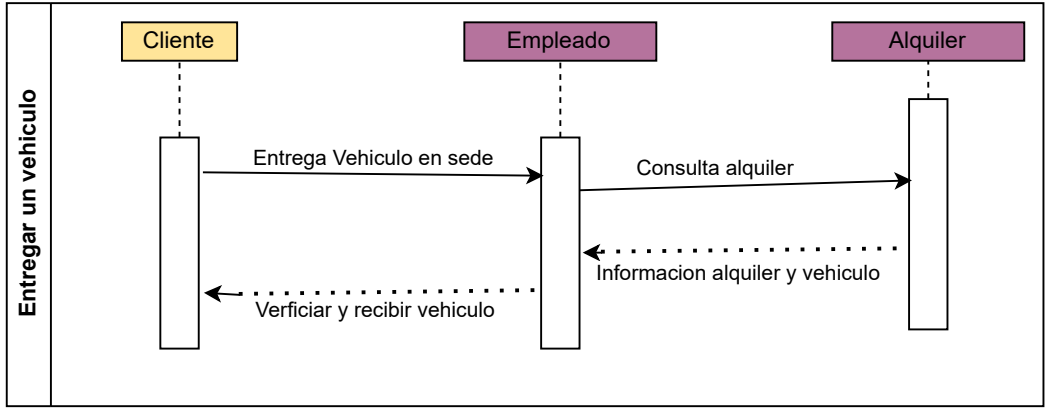 Entregar un vehiculo
Cliente
Empleado
Alquiler
Entrega Vehiculo en sede
Consulta alquiler
Informacion alquiler y vehiculo
Verficiar y recibir vehiculo